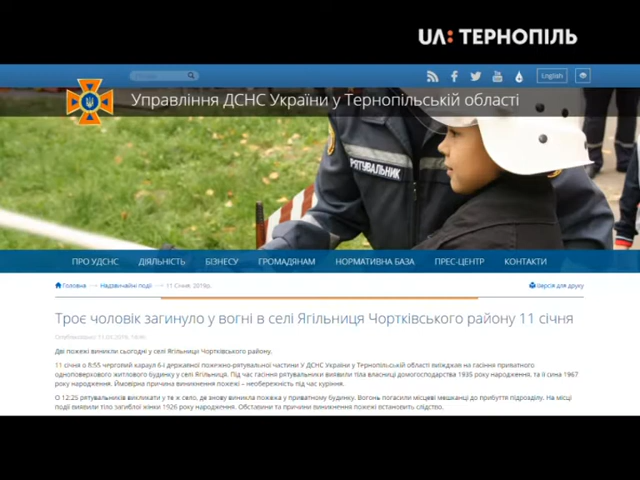 UA: ТЕРНОПІЛЬ
English
Управління ДСНС України у Тернопільській області
РЯТУВАЛЬНИК
ПРО УДСНС ДІЯЛЬНІСТЬ БІЗНЕСУ ГРОМАДЯНАМ НОРМАТИВНА БАЗА ПРЕС-ЦЕНТР КОНТАКТИ
Головна Надзвичайні події 11 Січня, 2019р. Версія для друку
Троє чоловік загинуло у вогні в селі Ягільниця Чортківського району 11 січня
Опубліковано 11.01.2019,
Дві пожежі виникли сьогодні у селі Ягільниця Чортківського району.
11 січня о 8:55 черговий караул 6-ї державної пожежно-рятувальної частини У ДСНС України у Тернопільській області виїжджав на гасіння приватного
одноповерхового житлового будинку у селі Ягільниця. Під час гасіння рятувальники виявили тіла власниці домогосподарства 1935 року народження, та її сина 1967
року народження. Ймовірна причина виникнення пожежі – необережність під час куріння.
О 12:25 рятувальників викликали у те ж село, де знову виникла пожежа у приватному будинку. Вогонь погасили місцеві мешканці до прибуття підрозділу. На місці
події виявили тіло загиблої жінки 1926 року народження. Обставини та причини виникнення пожежі встановить слідство.